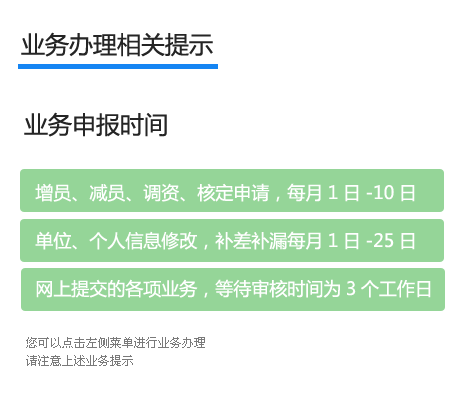 业务办理相关提示
业务申报时间
增员、减员、调资、核定申请，每月 1 日 -10 日
单位、个人信息修改，补差补漏每月 1 日 -25 日
网上提交的各项业务，等待审核时间为 3 个工作日
您可以点击左侧菜单进行业务办理
请注意上述业务提示